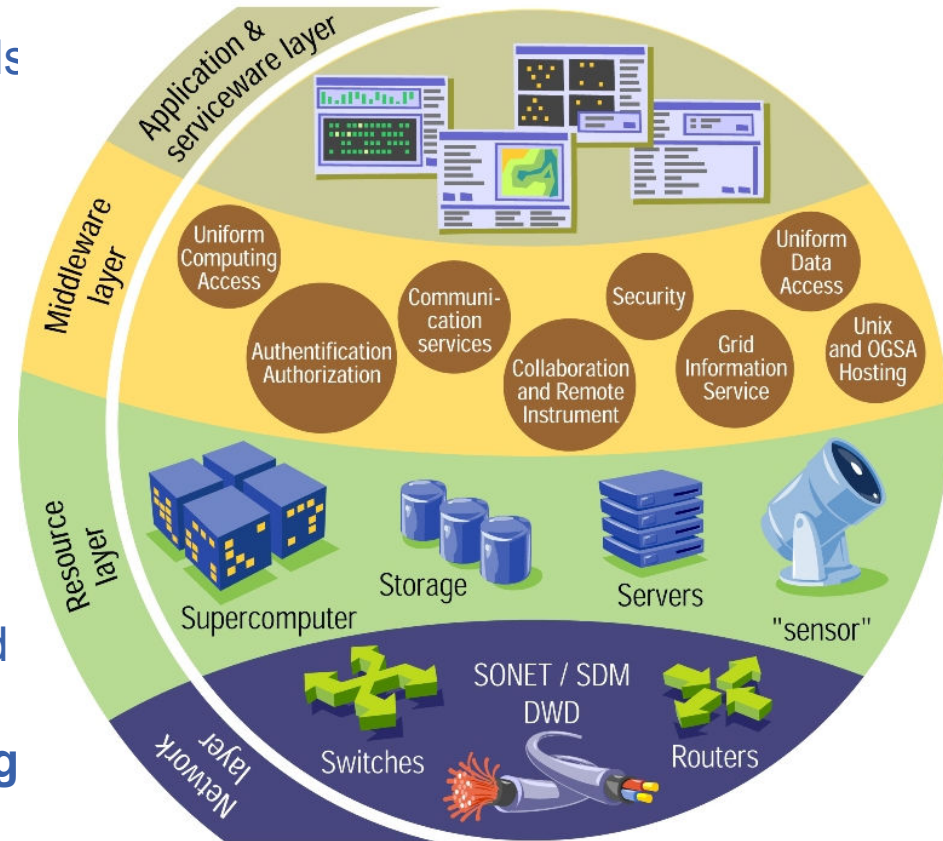 ls
Application &
serviceware layer
Middleware
layer
Uniform
Computing
Access
Authentification
Authorization
Communi-
cation
services
Collaboration
and Remote
Instrument
Security
Grid
Information
Service
Uniform
Data
Access
Unix
and OGSA
Hosting
Resource
layer
Supercomputer
Storage
Servers
"sensor"
d
g
Network
layer
Switches
SONET / SDM
DWD
Routers